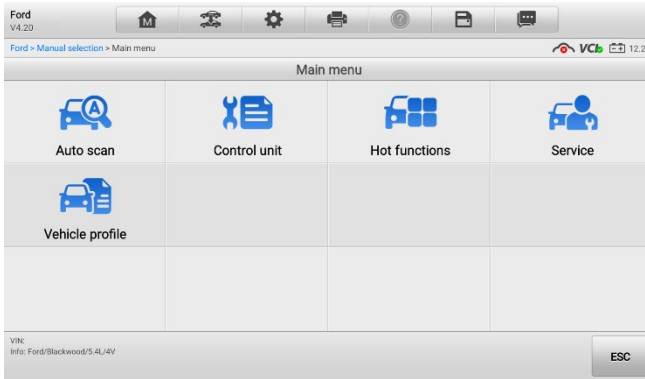 Ford
V4.20
M
?
Ford > Manual selection > Main menu
VCI
12.2
Main menu
A
Auto scan
Control unit
Hot functions
Service
Vehicle profile
VIN:
Info: Ford/Blackwood/5.4L/4V
ESC